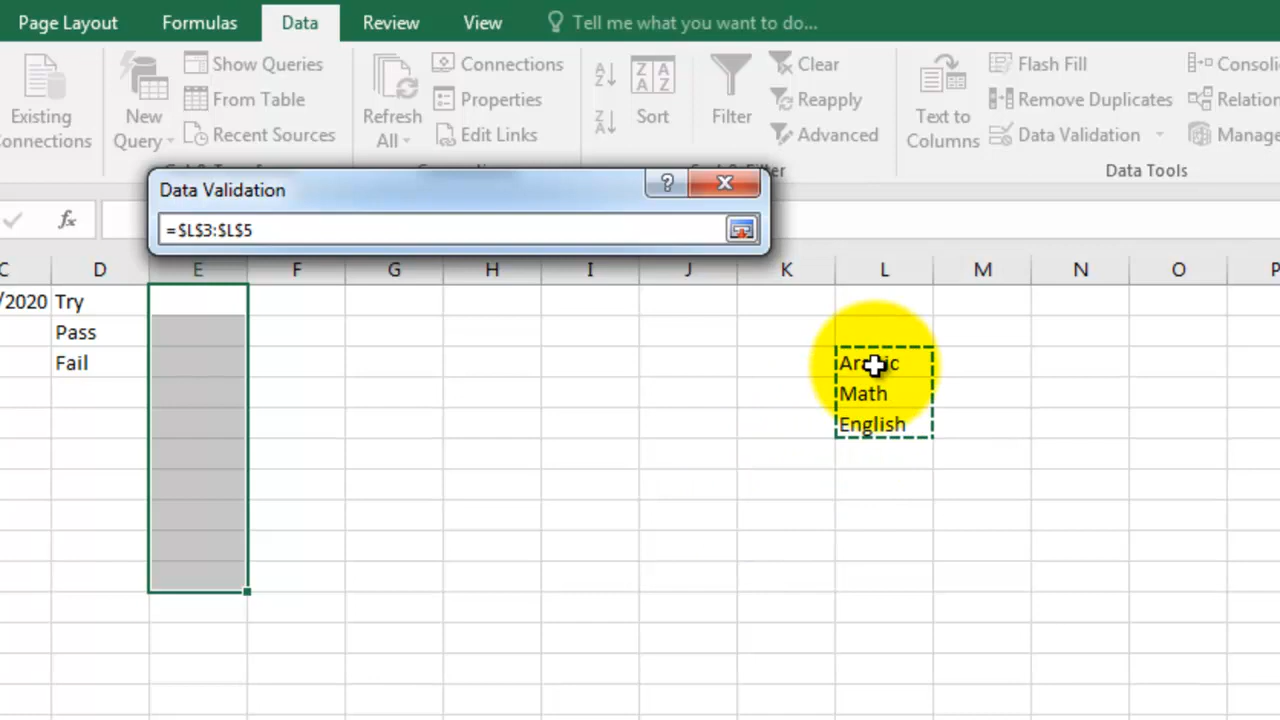 Page Layout Formulas Data Review View Tell me what you want to do...
Show Queries Connections Clear Flash Fill
From Table Properties Reapply Remove Duplicates
Recent Sources Edit Links Advanced Data Validation
Existing New Refresh Sort Filter Text to
Query All Columns
Data Tools
Data Validation
=$L$3:$L$5
fx
C D E F G H I J K L M N O P
/2020 Try
Pass
Fail Arabic
Math
English